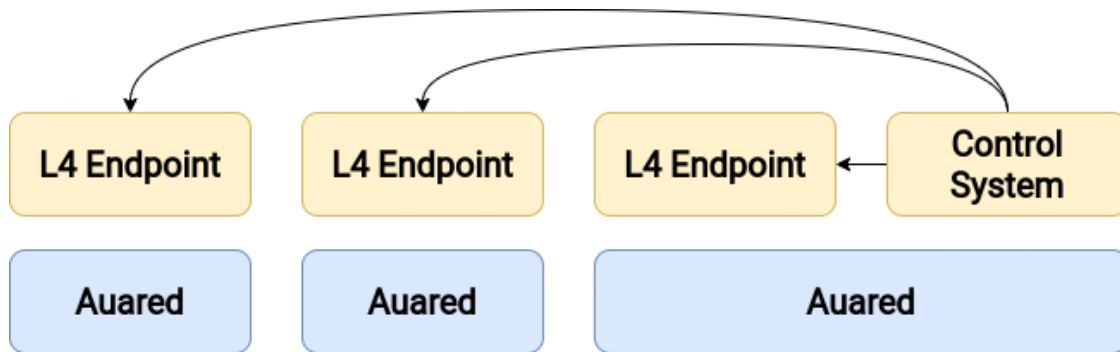 L4 Endpoint
L4 Endpoint
L4 Endpoint
Control
System
Auared
Auared
Auared